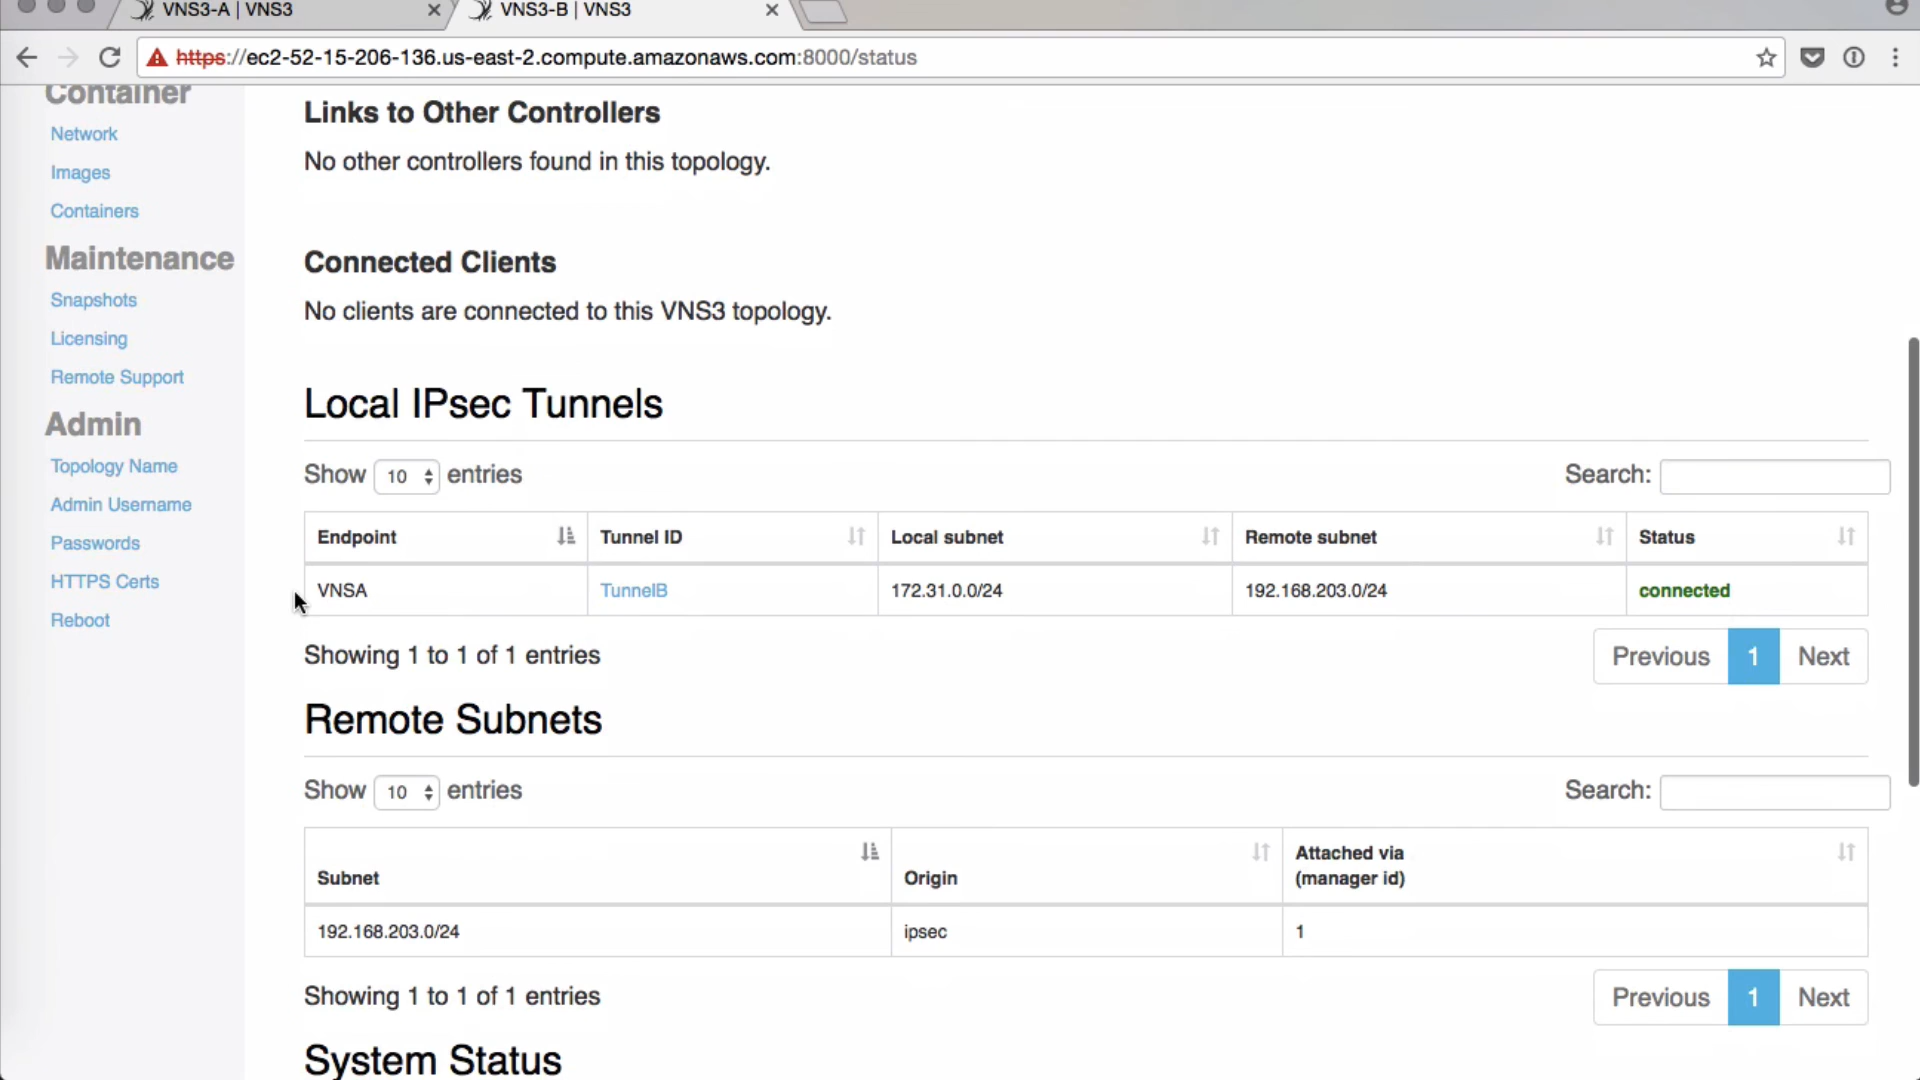 VNS3-A | VNS3
VNS3-B | VNS3
https://ec2-52-15-206-136.us-east-2.compute.amazonaws.com:8000/status
Container
Network
Images
Containers
Maintenance
Snapshots
Licensing
Remote Support
Admin
Topology Name
Admin Username
Passwords
HTTPS Certs
Reboot
Links to Other Controllers
No other controllers found in this topology.
Connected Clients
No clients are connected to this VNS3 topology.
Local IPsec Tunnels
Show 10 entries
Search:
Endpoint Tunnel ID Local subnet Remote subnet Status
VNSA TunnelB 172.31.0.0/24 192.168.203.0/24 connected
Showing 1 to 1 of 1 entries
Previous 1 Next
Remote Subnets
Show 10 entries
Search:
Subnet Origin Attached via
(manager id)
192.168.203.0/24 ipsec 1
Showing 1 to 1 of 1 entries
Previous 1 Next
System Status